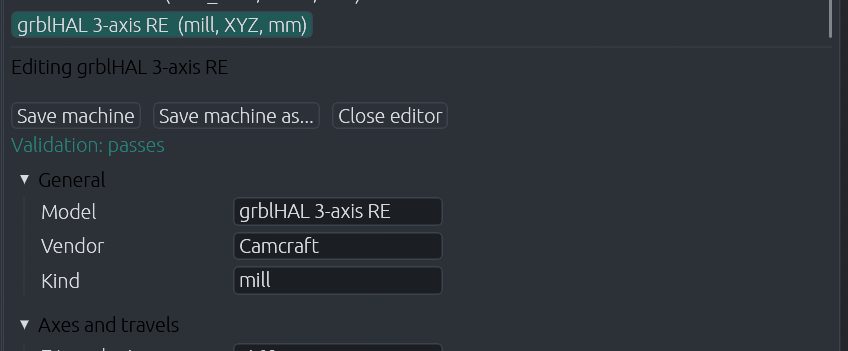 grblHAL 3-axis RE (mill, XYZ, mm)
Editing grblHAL 3-axis RE
Save machine Save machine as... Close editor
Validation: passes
▼ General
Model grblHAL 3-axis RE
Vendor Camcraft
Kind mill
▼ Axes and travels